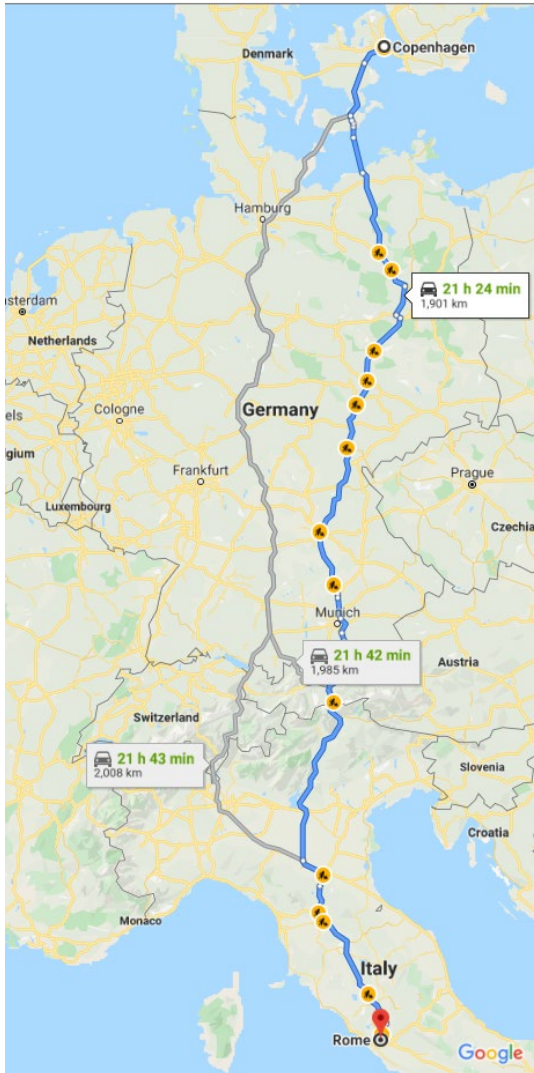 Denmark
Copenhagen
Hamburg
21 h 24 min
1,901 km
sterdam
Netherlands
Cologne
Germany
els
gium
Frankfurt
Prague
Luxembourg
Czechia
Munich
21 h 42 min
1,985 km
Austria
Switzerland
21 h 43 min
2,008 km
Slovenia
Croatia
Monaco
Italy
Rome
Google